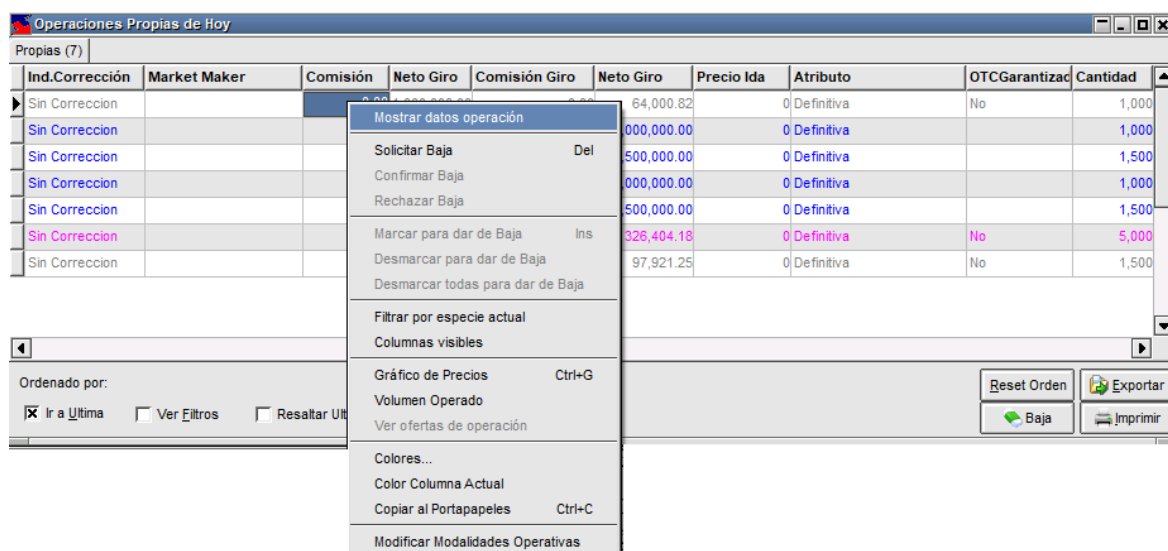 Operaciones Propias de Hoy
Propias (7)
Ind.Corrección Market Maker Comisión Neto Giro Comisión Giro Neto Giro Precio Ida Atributo OTCGarantizad Cantidad
Sin Correccion 64,000.82 0 Definitiva No 1,000
Sin Correccion 000,000.00 0 Definitiva 1,000
Sin Correccion 500,000.00 0 Definitiva 1,500
Sin Correccion 000,000.00 0 Definitiva 1,000
Sin Correccion 500,000.00 0 Definitiva 1,500
Sin Correccion 326,404.18 0 Definitiva No 5,000
Sin Correccion 97,921.25 0 Definitiva No 1,500
Mostrar datos operación
Solicitar Baja Del
Confirmar Baja
Rechazar Baja
Marcar para dar de Baja Ins
Desmarcar para dar de Baja
Desmarcar todas para dar de Baja
Filtrar por especie actual
Columnas visibles
Gráfico de Precios Ctrl+G
Volumen Operado
Ver ofertas de operación
Colores...
Color Columna Actual
Copiar al Portapapeles Ctrl+C
Modificar Modalidades Operativas
Ordenado por:
Ir a Ultima Ver Filtros Resaltar Ult
Reset Orden Exportar
Baja Imprimir